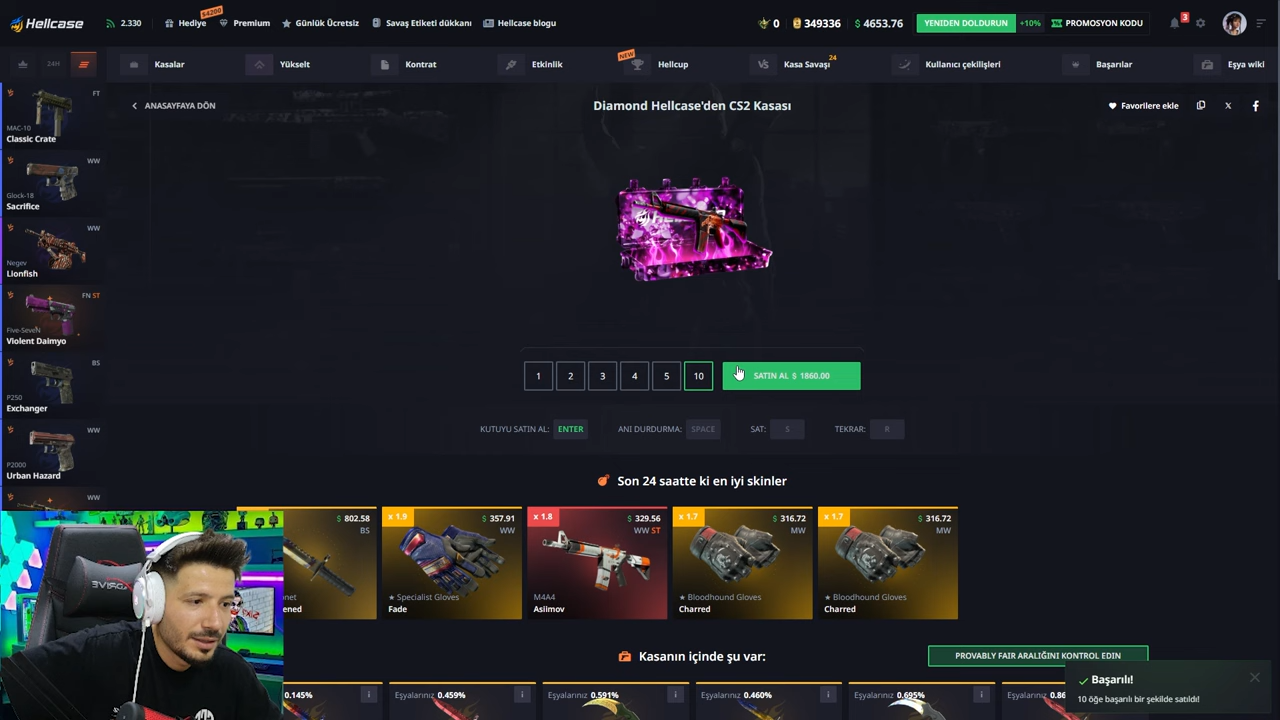 Hellcase
2.330
Hediye
$4200
Premium
Günlük Ücretsiz
Savaş Etiketi dükkanı
Hellcase blogu
0
349336
$ 4653.76
YENİDEN DOLDURUN
+10%
PROMOSYON KODU
3
24H
Kasalar
Yükselt
Kontrat
Etkinlik
NEW
Hellcup
VS
Kasa Savaşı
24
Kullanıcı çekilişleri
Başarılar
Eşya wiki
ANASAYFAYA DÖN
Diamond Hellcase'den CS2 Kasası
Favorilere ekle
FT
MAC-10
Classic Crate
WW
Glock-18
Sacrifice
WW
Negev
Lionfish
FN ST
Five-SeveN
Violent Daimyo
BS
P250
Exchanger
WW
P2000
Urban Hazard
WW
1
2
3
4
5
10
SATIN AL $ 1860.00
KUTUYU SATIN AL: ENTER
ANI DURDURMA: SPACE
SAT: S
TEKRAR: R
Son 24 saatte ki en iyi skinler
$ 802.58
BS
x 1.9
$ 357.91
WW
★ Specialist Gloves
Fade
x 1.8
$ 329.56
WW ST
M4A4
Asiimov
x 1.7
$ 316.72
MW
★ Bloodhound Gloves
Charred
x 1.7
$ 316.72
MW
★ Bloodhound Gloves
Charred
Kasanın içinde şu var:
PROVABLY FAIR ARALIĞINI KONTROL EDIN
0.145%
Eşyalarınız 0.459%
Eşyalarınız 0.591%
Eşyalarınız 0.460%
Eşyalarınız 0.695%
Eşyalarınız 0.86
Başarılı!
10 öğe başarılı bir şekilde satıldı!